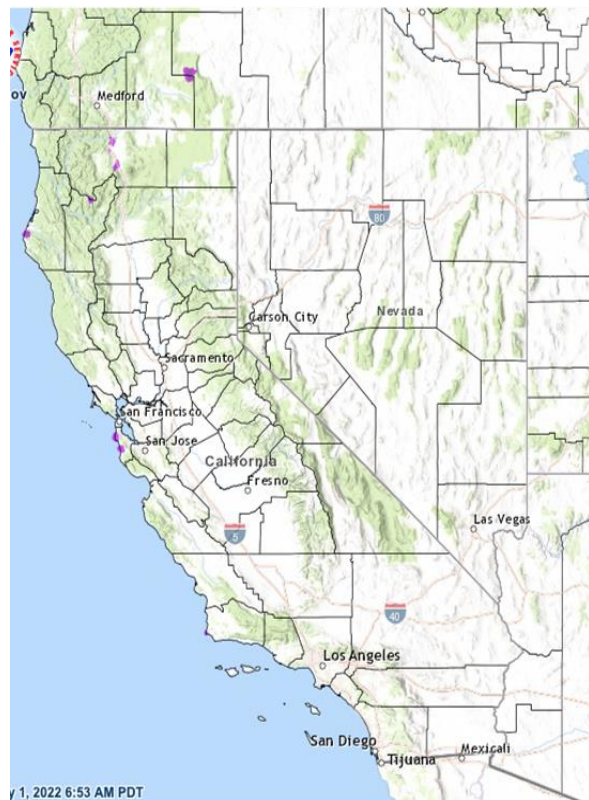 ov
Medford
80
Carson City
Nevada
Sacramento
San Francisco
San Jose
California
Fresno
5
Las Vegas
40
Los Angeles
San Diego
Tijuana
Mexicali
y 1, 2022 6:53 AM PDT